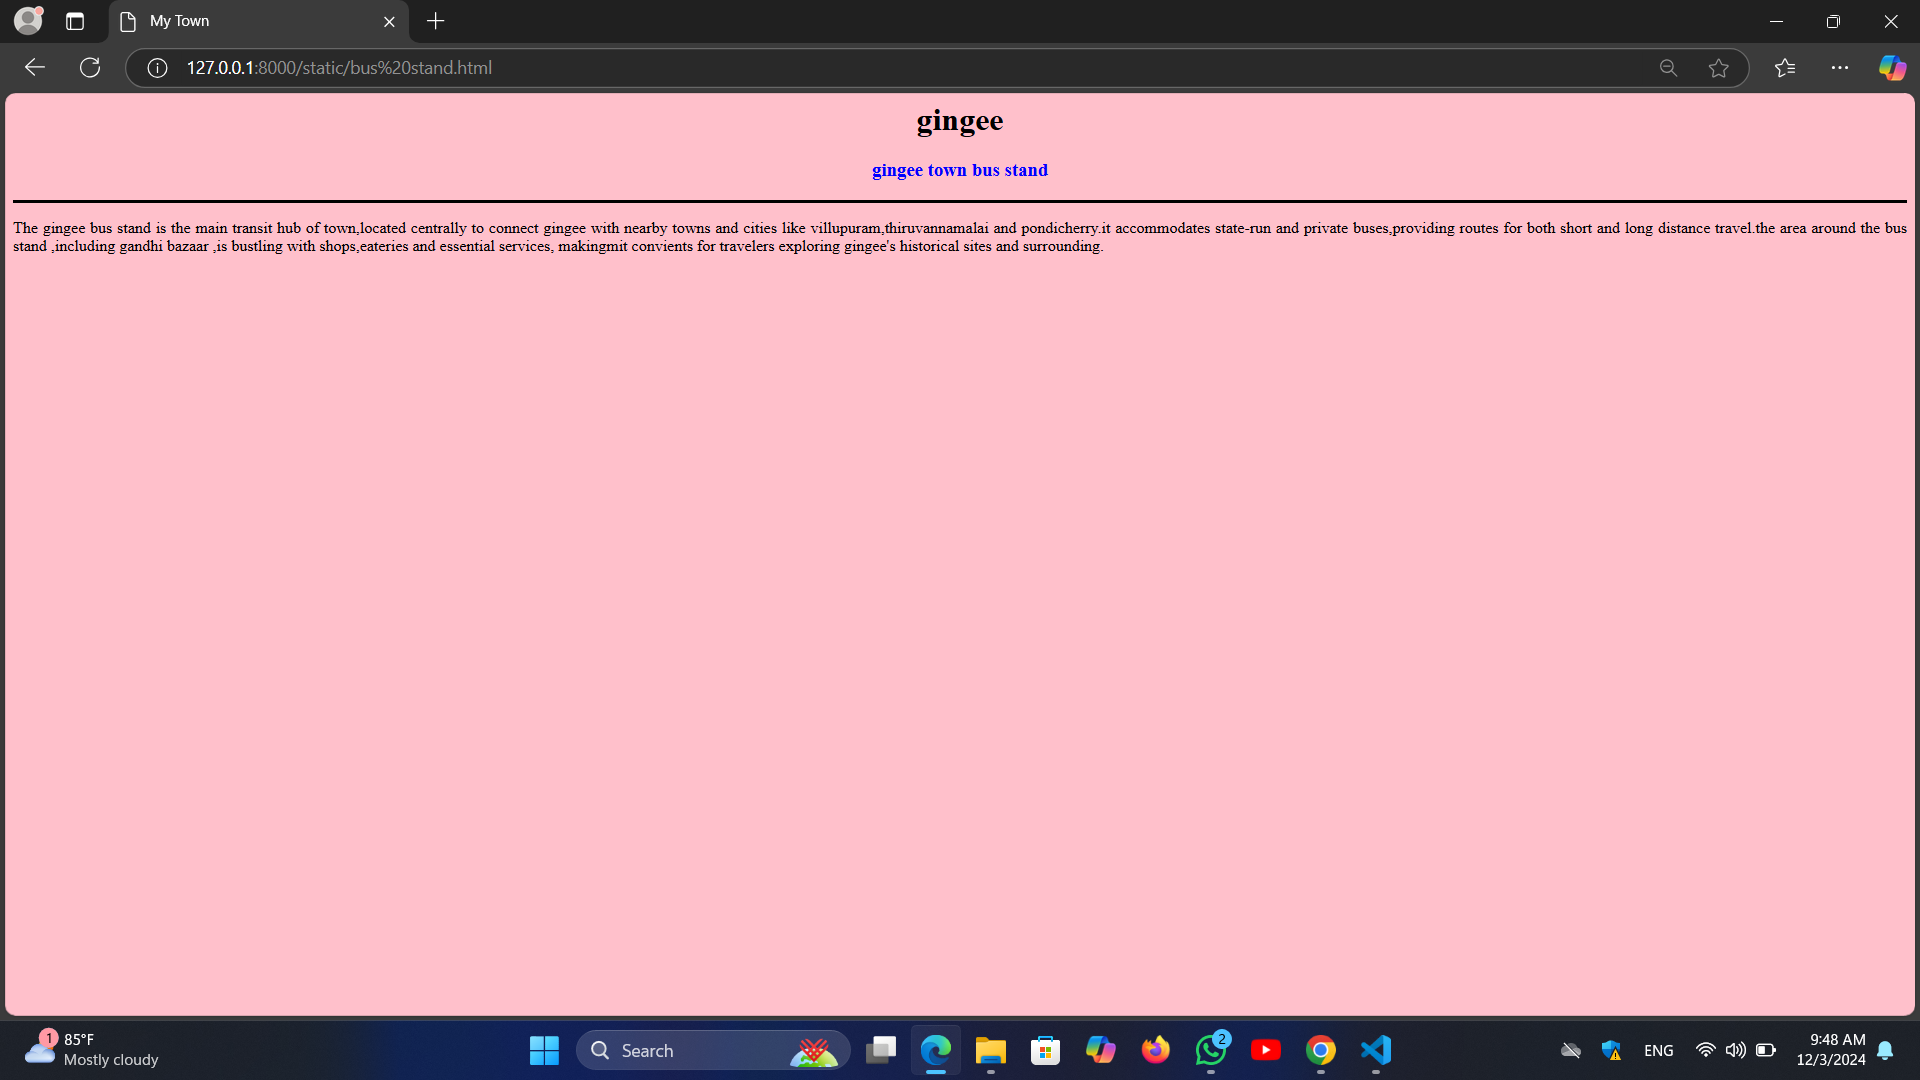 My Town
127.0.0.1:8000/static/bus%20stand.html
gingee
gingee town bus stand
The gingee bus stand is the main transit hub of town,located centrally to connect gingee with nearby towns and cities like villupuram,thiruvannamalai and pondicherry.it accommodates state-run and private buses,providing routes for both short and long distance travel.the area around the bus
stand ,including gandhi bazaar ,is bustling with shops,eateries and essential services, makingmit convients for travelers exploring gingee's historical sites and surrounding.
1
85°F
Mostly cloudy
Search
2
ENG
9:48 AM
12/3/2024